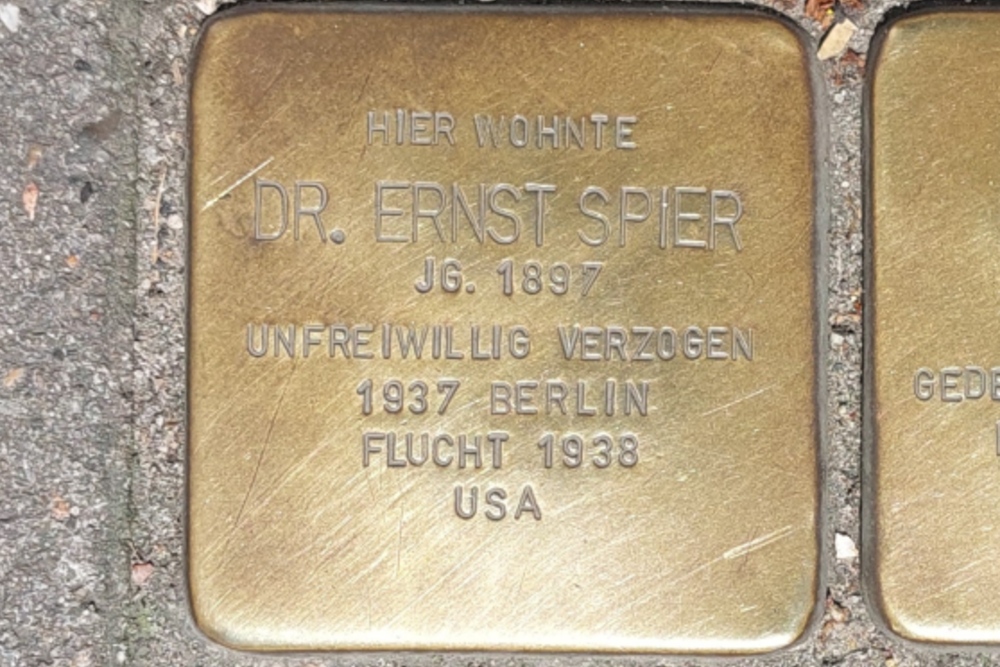 HIER WOHNTE
DR. ERNST SPIER
JG. 1897
UNFREIWILLIG VERZOGEN
1937 BERLIN
FLUCHT 1938
USA